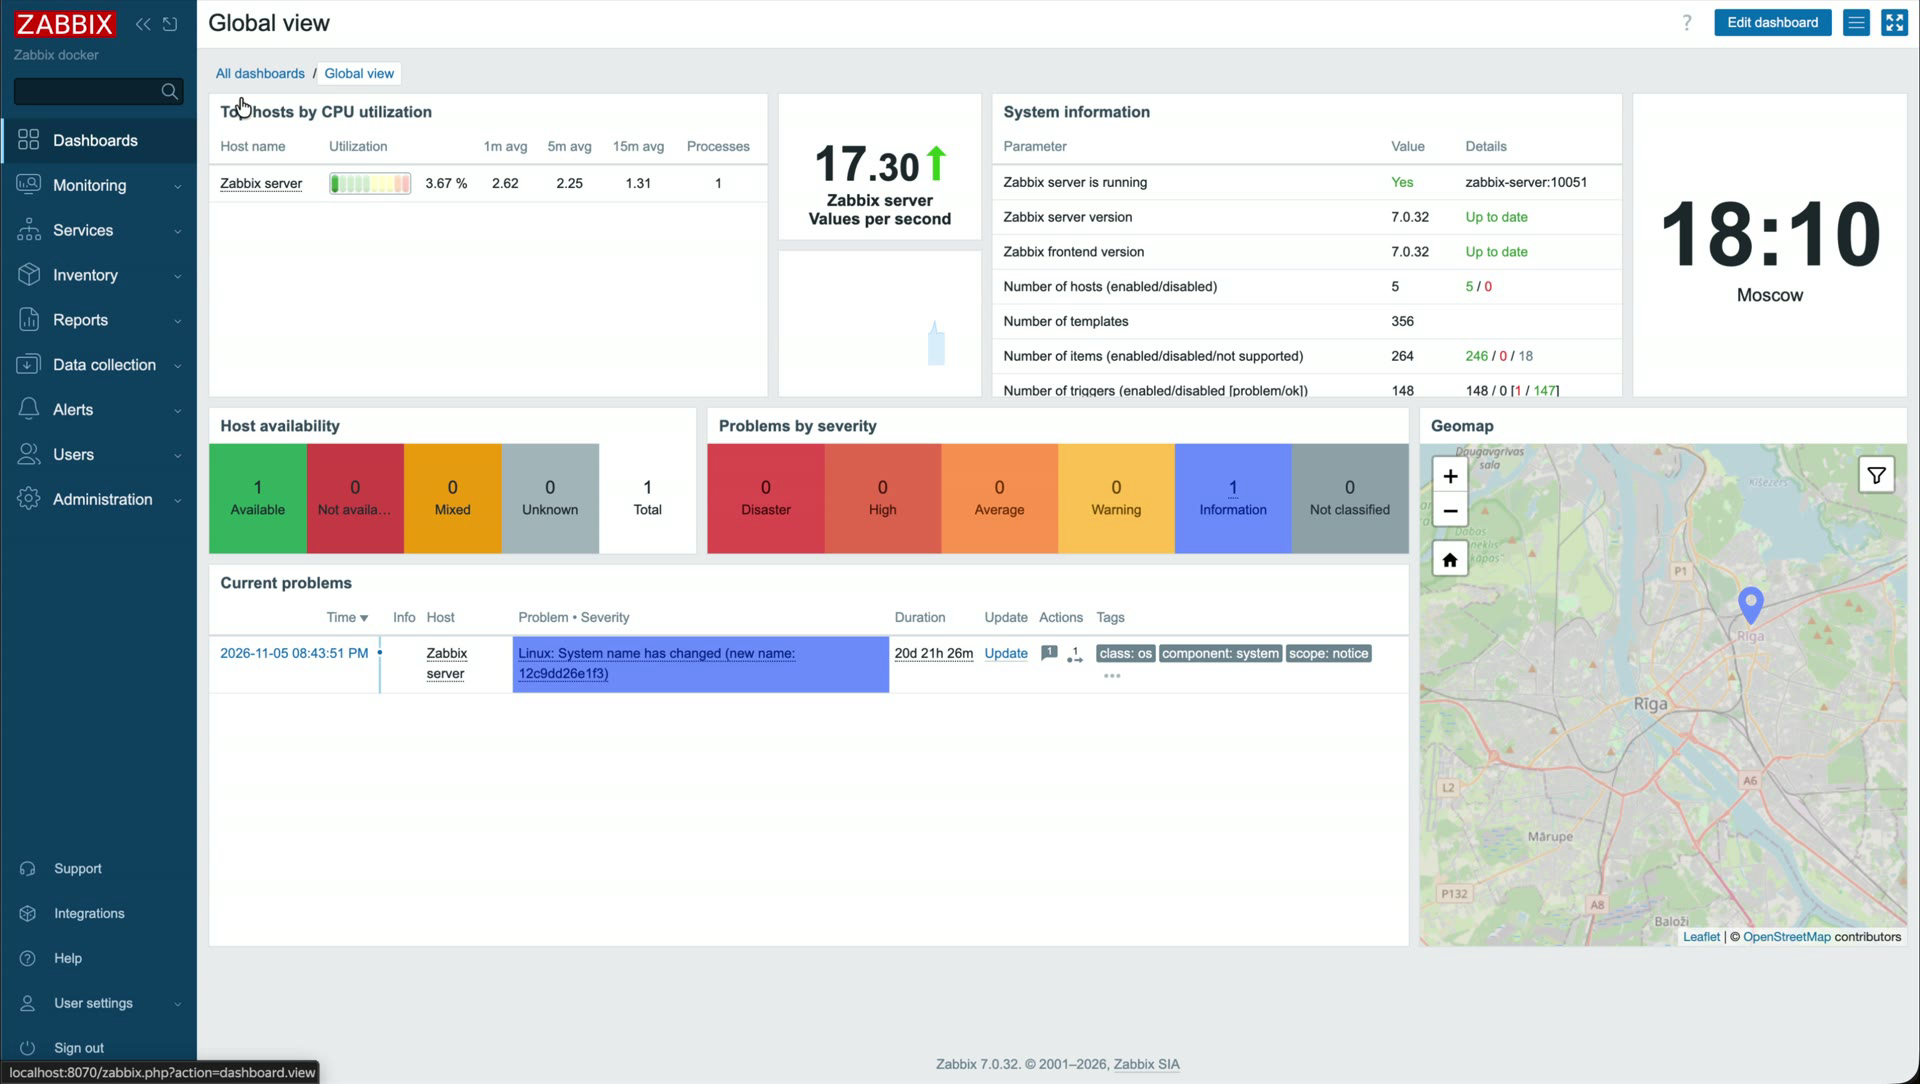 ZABBIX
Zabbix docker
Dashboards
Monitoring
Services
Inventory
Reports
Data collection
Alerts
Users
Administration
Support
Integrations
Help
User settings
Sign out
localhost:8070/zabbix.php?action=dashboard.view
Global view
? Edit dashboard
All dashboards / Global view
hosts by CPU utilization
Host name Utilization 1m avg 5m avg 15m avg Processes
Zabbix server 3.67 % 2.62 2.25 1.31 1
17.30
Zabbix server
Values per second
System information
Parameter Value Details
Zabbix server is running Yes zabbix-server:10051
Zabbix server version 7.0.32 Up to date
Zabbix frontend version 7.0.32 Up to date
Number of hosts (enabled/disabled) 5 5 / 0
Number of templates 356
Number of items (enabled/disabled/not supported) 264 246 / 0 / 18
Number of triggers (enabled/disabled [problem/ok]) 148 148 / 0 [1 / 147]
18:10
Moscow
Host availability
1 Available
0 Not availa...
0 Mixed
0 Unknown
1 Total
Problems by severity
0 Disaster
0 High
0 Average
0 Warning
1 Information
0 Not classified
Current problems
Time Info Host Problem • Severity Duration Update Actions Tags
2026-11-05 08:43:51 PM Zabbix server Linux: System name has changed (new name: 12c9dd26e1f3) 20d 21h 26m Update 1 1 class: os component: system scope: notice
•••
Geomap
Daugavgrīvas
sala
Ķīšezers
+
−
P1
Rīga
Rīga
A6
L2
Mārupe
P132
A8
Baloži
Leaflet | © OpenStreetMap contributors
Zabbix 7.0.32. © 2001–2026, Zabbix SIA